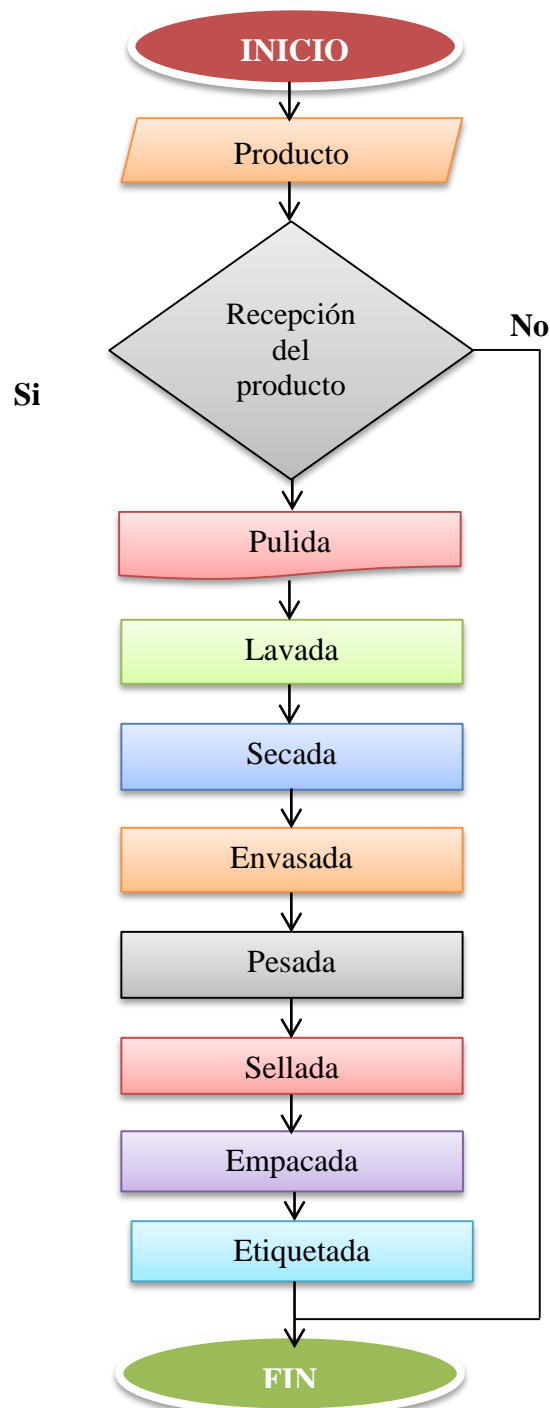 INICIO
Producto
Recepción
del
producto
No
Si
Pulida
Lavada
Secada
Envasada
Pesada
Sellada
Empacada
Etiquetada
FIN